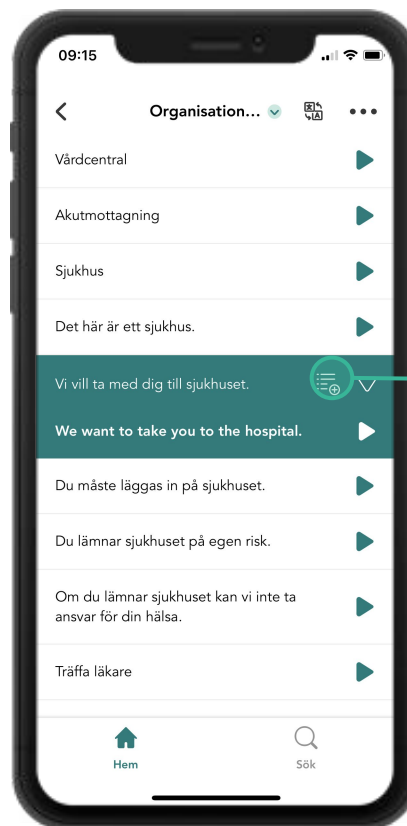 09:15
Organisation...
Vårdcentral
Akutmottagning
Sjukhus
Det här är ett sjukhus.
Vi vill ta med dig till sjukhuset.
We want to take you to the hospital.
Du måste läggas in på sjukhuset.
Du lämnar sjukhuset på egen risk.
Om du lämnar sjukhuset kan vi inte ta
ansvar för din hälsa.
Träffa läkare
Hem
Sök